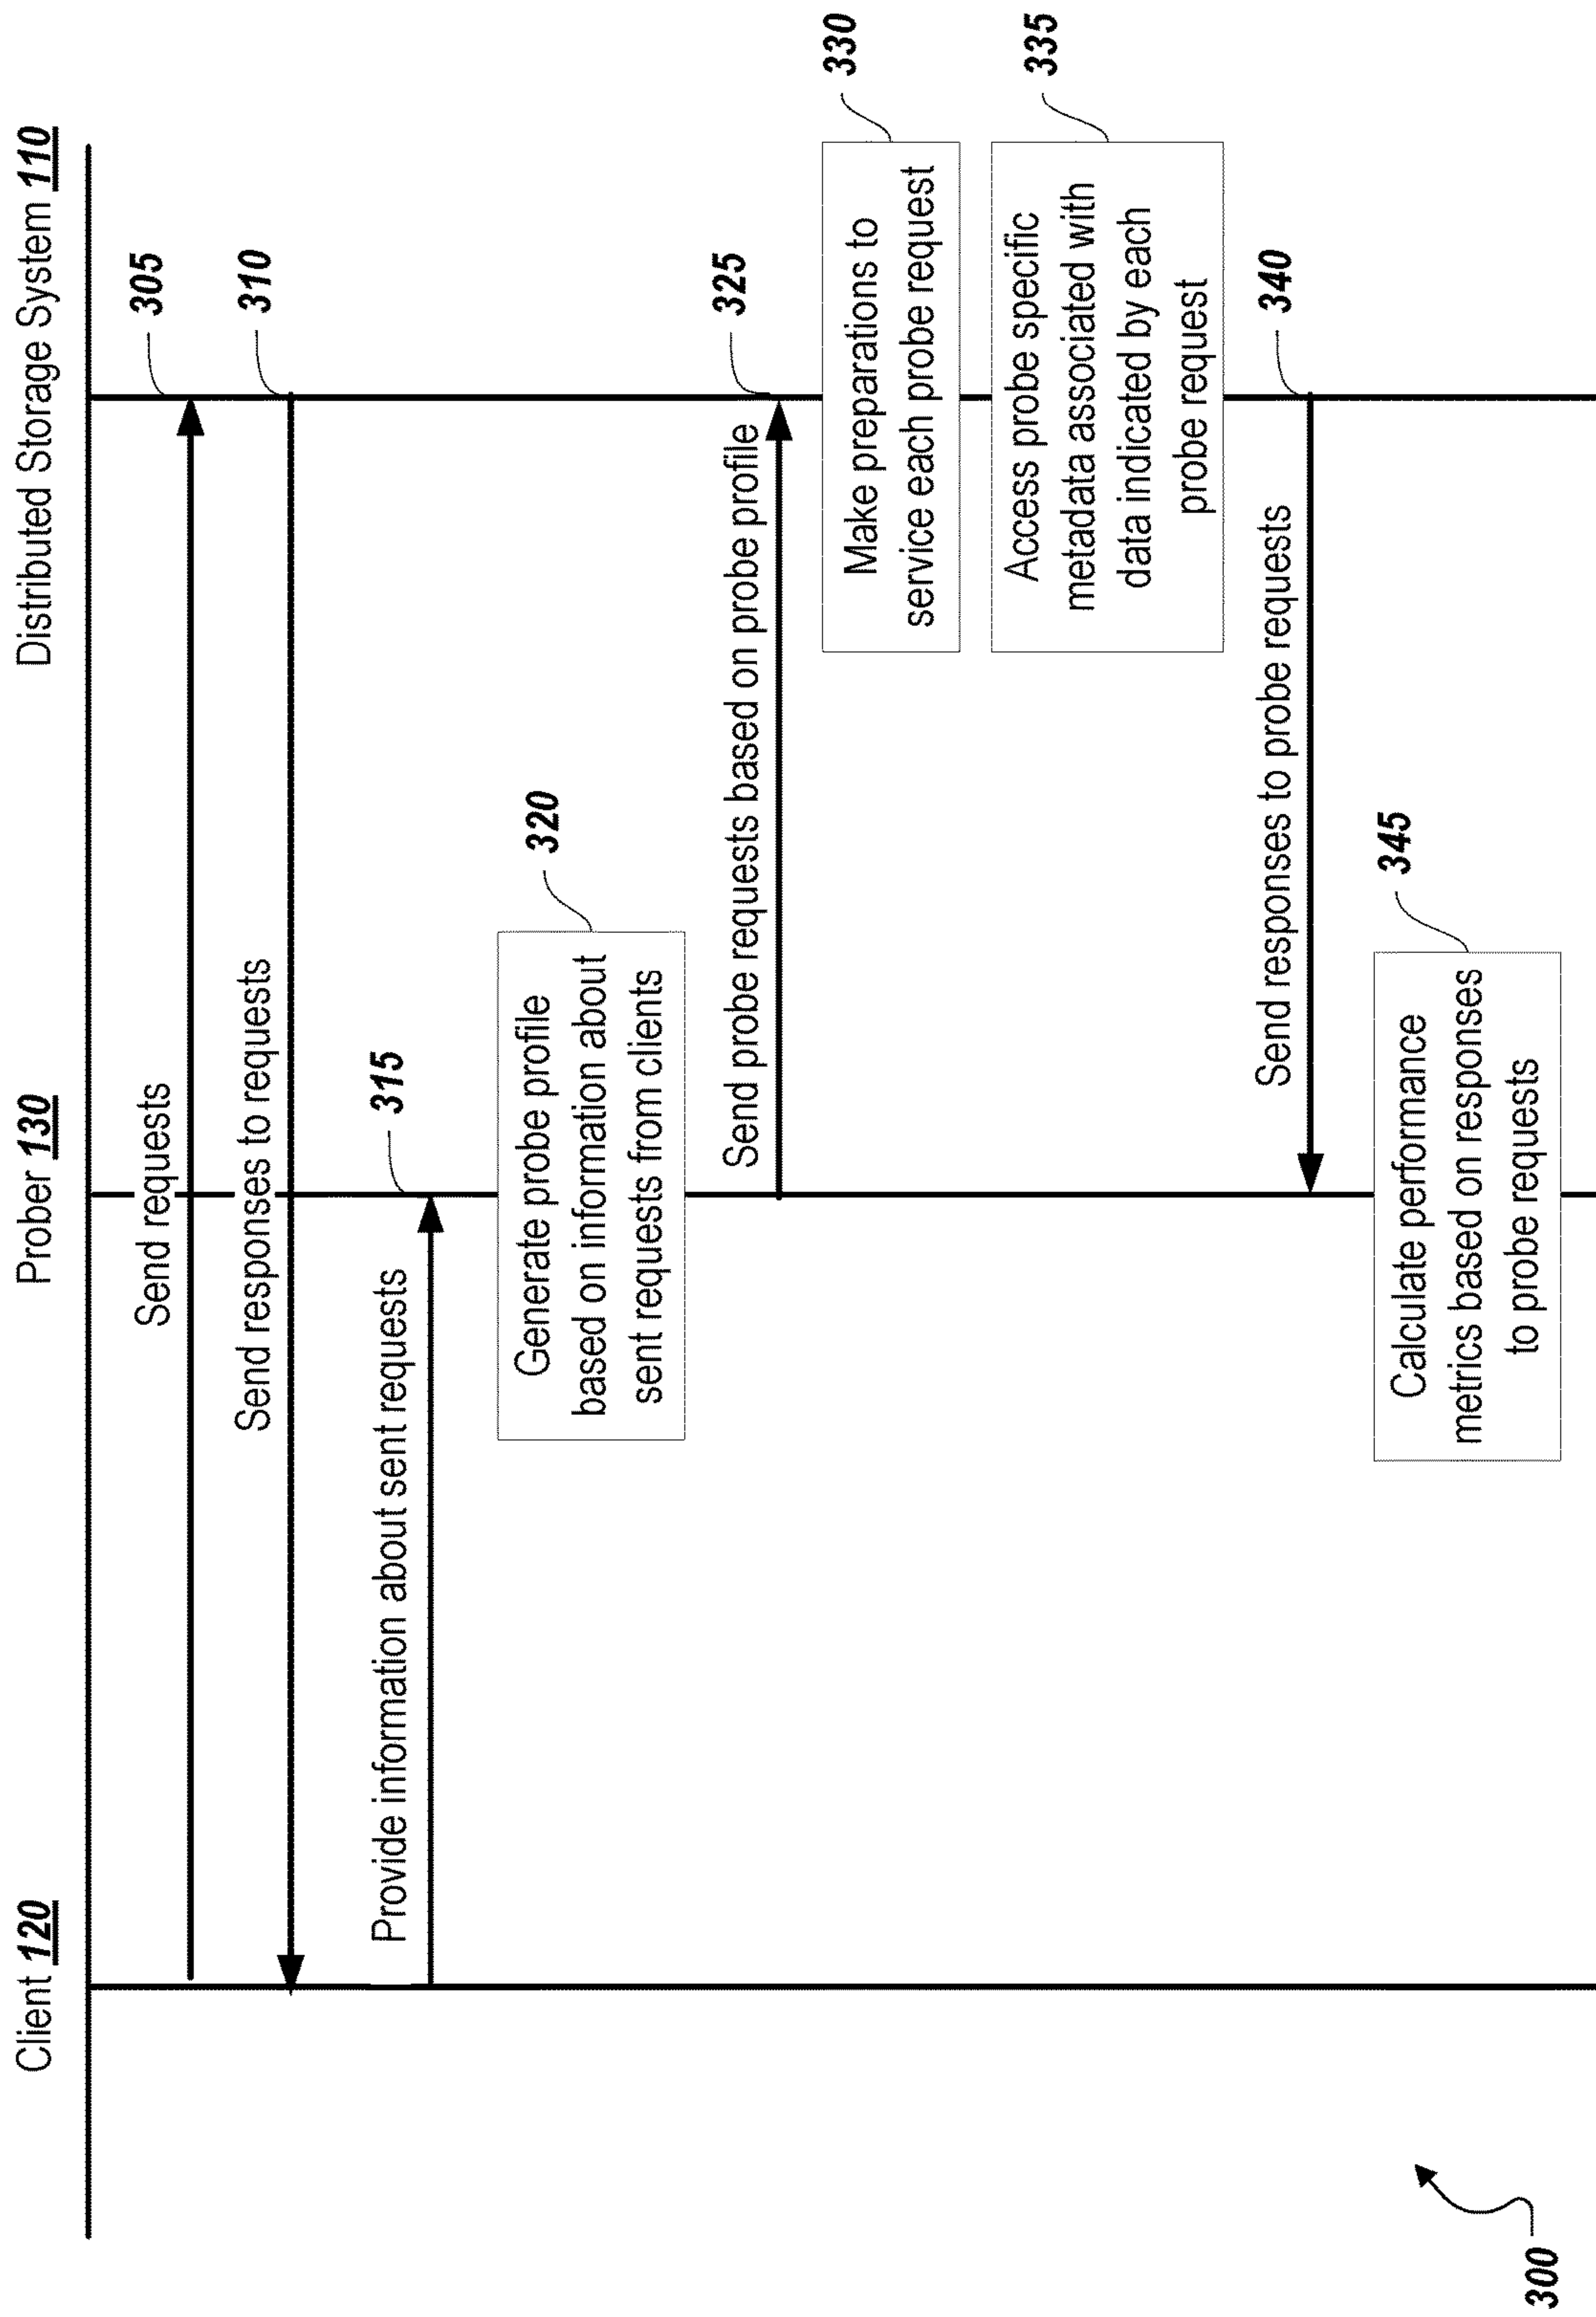 Client 120
Prober 130
Distributed Storage System 110
Send requests
305
Send responses to requests
310
Provide information about sent requests
315
Generate probe profile
based on information about
sent requests from clients
320
Send probe requests based on probe profile
325
Make preparations to
service each probe request
330
Access probe specific
metadata associated with
data indicated by each
probe request
335
Send responses to probe requests
340
Calculate performance
metrics based on responses
to probe requests
345
300